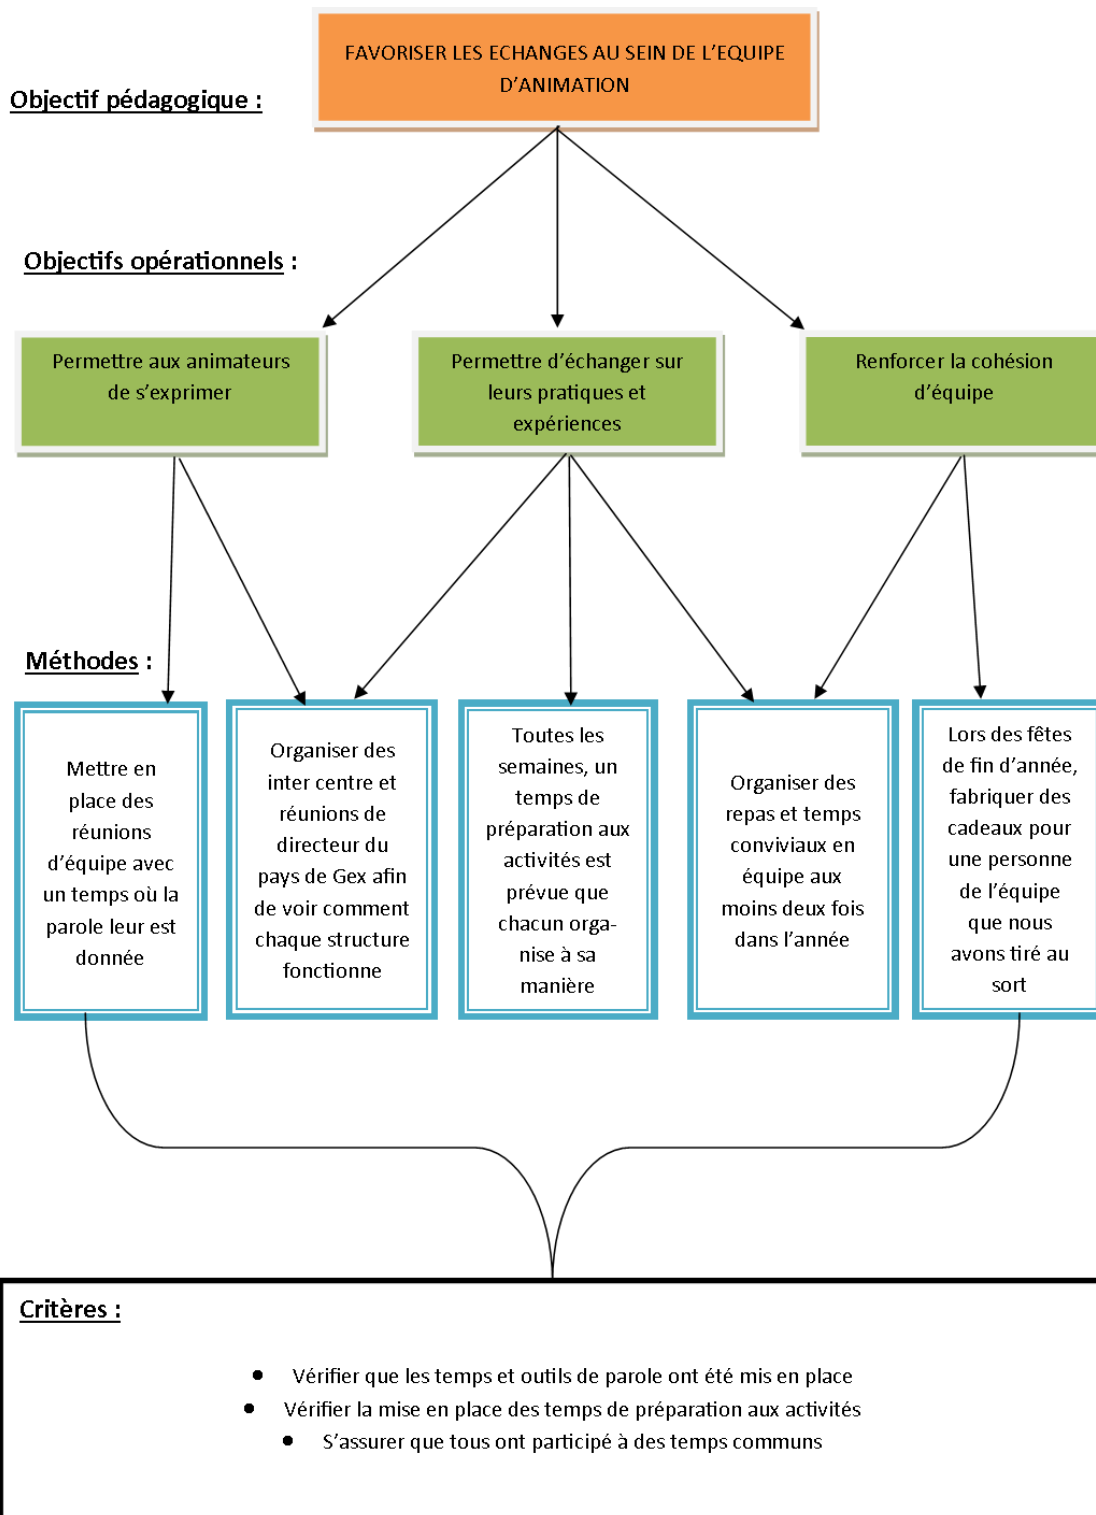 FAVORISER LES ECHANGES AU SEIN DE L'EQUIPE
D'ANIMATION
Objectif pédagogique :
Objectifs opérationnels :
Permettre aux animateurs
de s'exprimer
Permettre d'échanger sur
leurs pratiques et
expériences
Renforcer la cohésion
d'équipe
Méthodes :
Mettre en
place des
réunions
d'équipe avec
un temps où la
parole leur est
donnée
Organiser des
inter centre et
réunions de
directeur du
pays de Gex afin
de voir comment
chaque structure
fonctionne
Toutes les
semaines, un
temps de
préparation aux
activités est
prévue que
chacun orga-
nise à sa
manière
Organiser des
repas et temps
conviviaux en
équipe aux
moins deux fois
dans l'année
Lors des fêtes
de fin d'année,
fabriquer des
cadeaux pour
une personne
de l'équipe
que nous
avons tiré au
sort
Critères :
• Vérifier que les temps et outils de parole ont été mis en place
• Vérifier la mise en place des temps de préparation aux activités
• S'assurer que tous ont participé à des temps communs